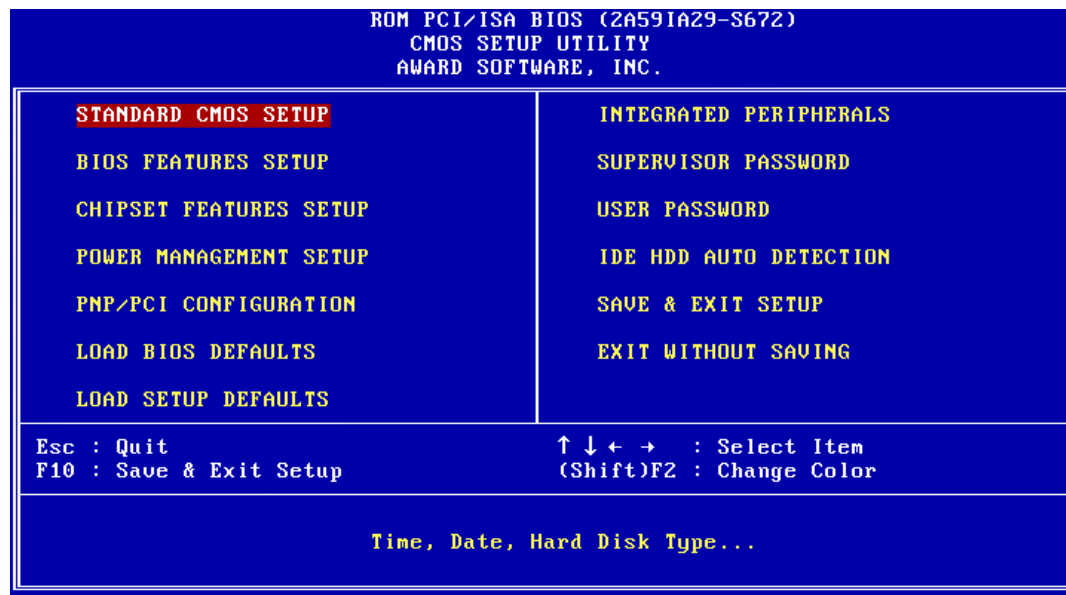 ROM PCI/ISA BIOS (2A59IA29-S672)
CMOS SETUP UTILITY
AWARD SOFTWARE, INC.
STANDARD CMOS SETUP
BIOS FEATURES SETUP
CHIPSET FEATURES SETUP
POWER MANAGEMENT SETUP
PNP/PCI CONFIGURATION
LOAD BIOS DEFAULTS
LOAD SETUP DEFAULTS
INTEGRATED PERIPHERALS
SUPERVISOR PASSWORD
USER PASSWORD
IDE HDD AUTO DETECTION
SAVE & EXIT SETUP
EXIT WITHOUT SAVING
Esc : Quit
F10 : Save & Exit Setup
↑ ↓ ← → : Select Item
(Shift)F2 : Change Color
Time, Date, Hard Disk Type...